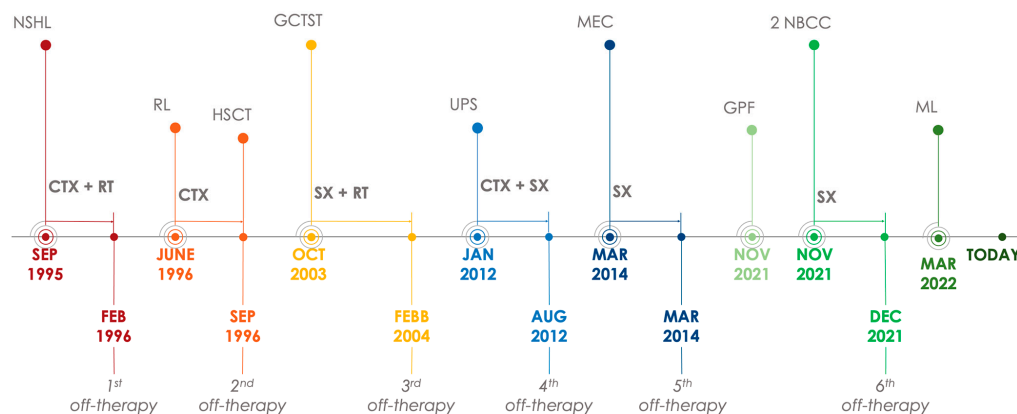 NSHL
GCTST
MEC
2 NBCC
RL
HSCT
UPS
GPF
ML
CTX + RT
CTX
SX + RT
CTX + SX
SX
SX
SEP
1995
JUNE
1996
OCT
2003
JAN
2012
MAR
2014
NOV
2021
NOV
2021
MAR
2022
TODAY
FEB
1996
SEP
1996
FEBB
2004
AUG
2012
MAR
2014
DEC
2021
1st
off-therapy
2nd
off-therapy
3rd
off-therapy
4th
off-therapy
5th
off-therapy
6th
off-therapy